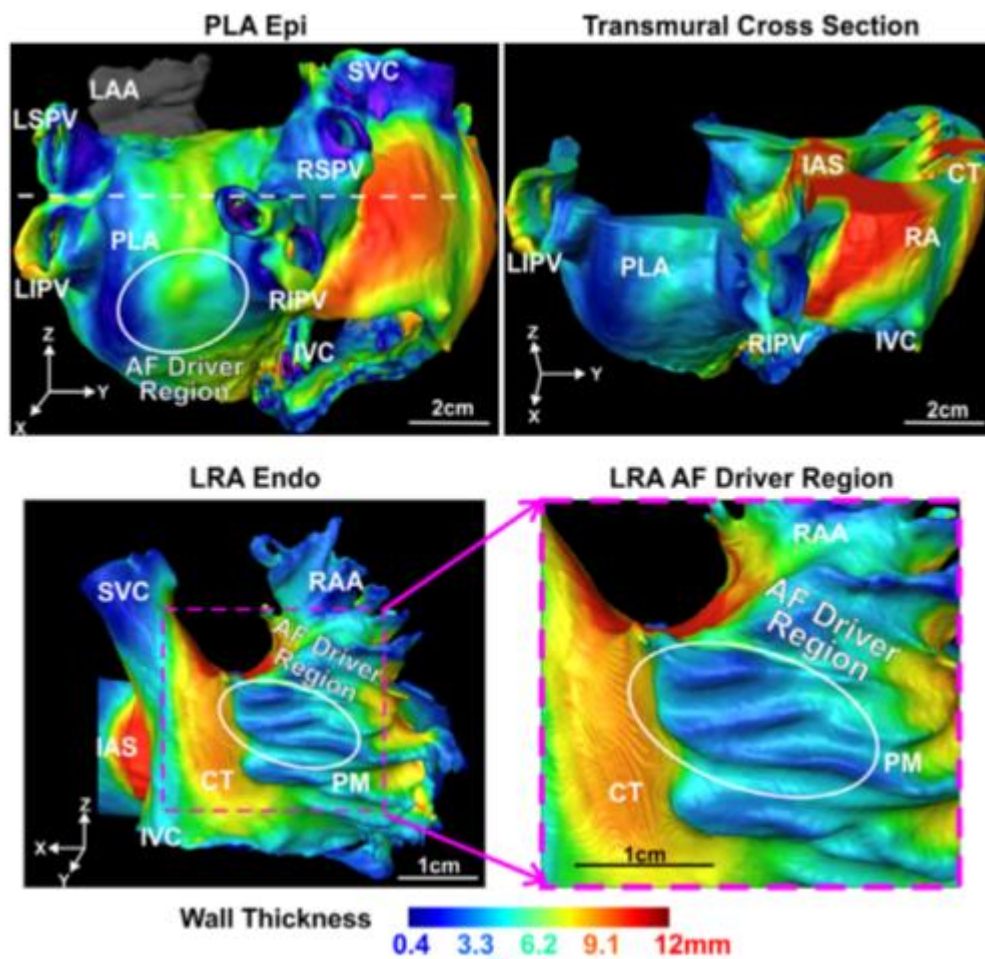 PLA Epi
LAA
SVC
LSPV
RSPV
PLA
LIPV
RIPV
IVC
AF Driver
Region
Z
Y
X
2cm
Transmural Cross Section
IAS
CT
RA
LIPV
PLA
RIPV
IVC
Z
Y
X
2cm
LRA Endo
SVC
RAA
AF Driver
Region
IAS
CT
PM
IVC
Z
X
Y
1cm
LRA AF Driver Region
RAA
AF Driver
Region
PM
CT
1cm
Wall Thickness
0.4 3.3 6.2 9.1 12mm